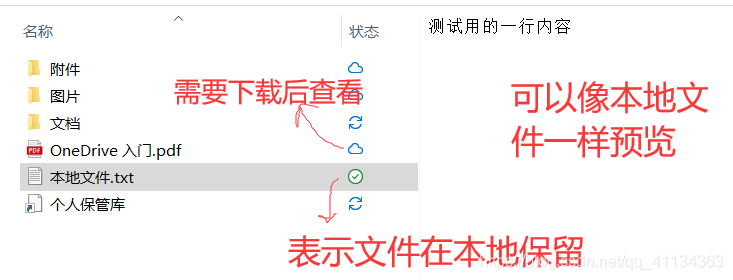 名称
状态
测试用的一行内容
附件
图片
需要下载后查看
可以像本地文
件一样预览
文档
PDF
OneDrive 入门.pdf
本地文件.txt
个人保管库
表示文件在本地保留
https://blog.csdn.net/qq_41134363